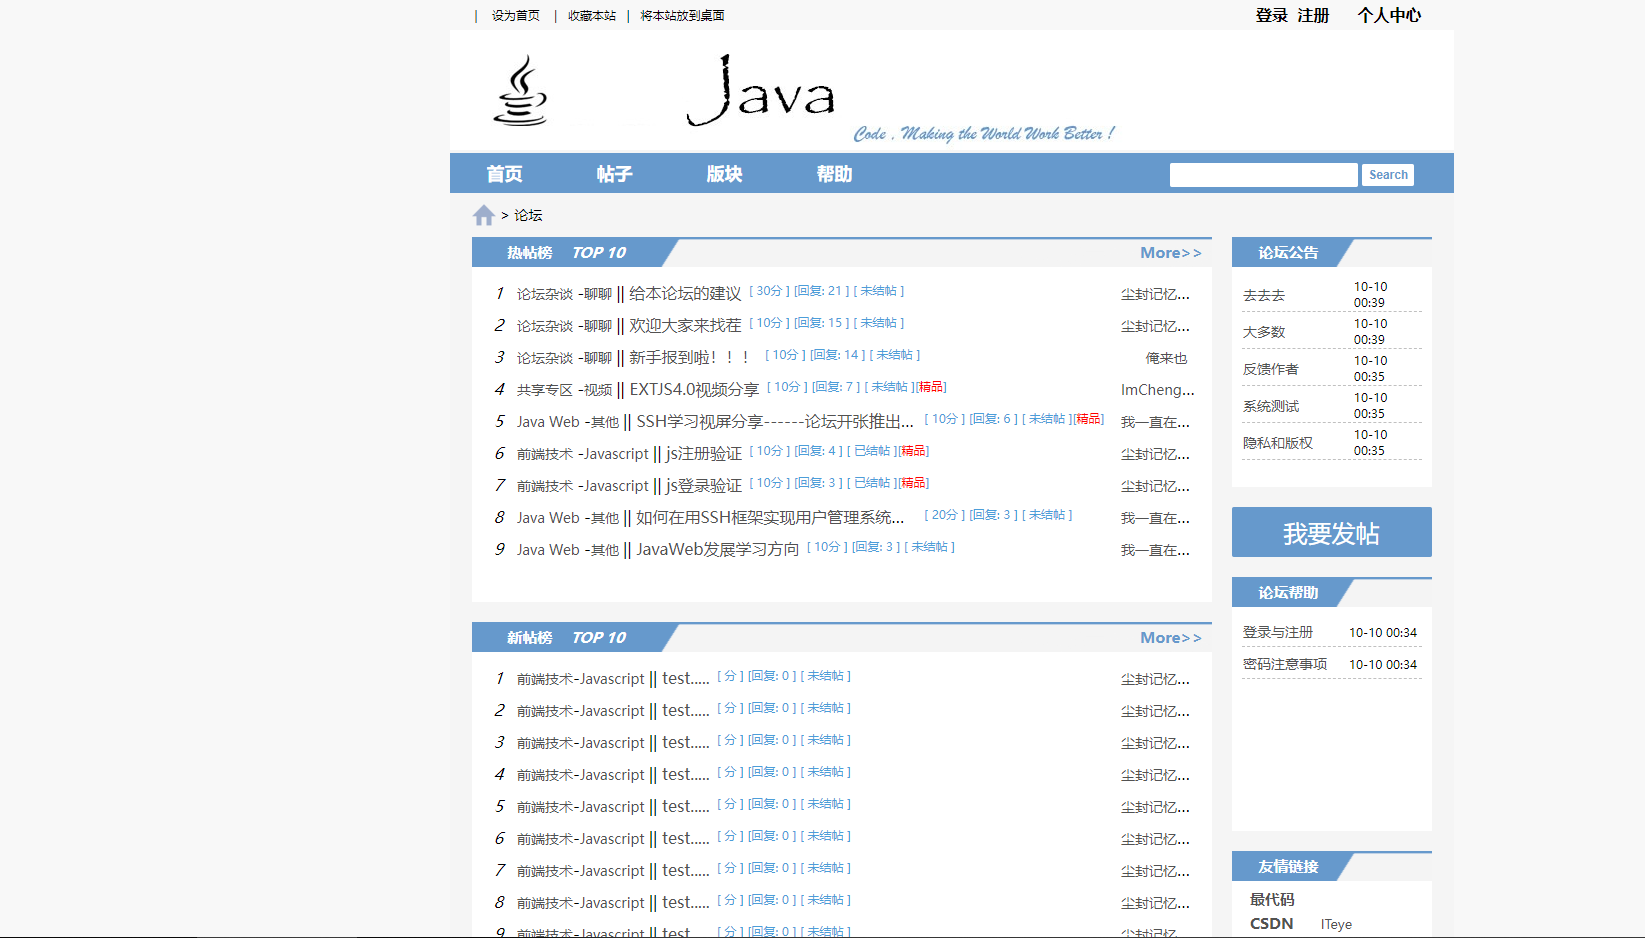 | 设为首页 | 收藏本站 | 将本站放到桌面 登录 注册 个人中心
Java
Code , Making the World Work Better !
首页 帖子 版块 帮助 Search
> 论坛
热帖榜 TOP 10 More>>
1 论坛杂谈 -聊聊 || 给本论坛的建议 [ 30分 ] [回复: 21 ] [ 未结帖 ] 尘封记忆...
2 论坛杂谈 -聊聊 || 欢迎大家来找茬 [ 10分 ] [回复: 15 ] [ 未结帖 ] 尘封记忆...
3 论坛杂谈 -聊聊 || 新手报到啦！！！ [ 10分 ] [回复: 14 ] [ 未结帖 ] 俺来也
4 共享专区 -视频 || EXTJS4.0视频分享 [ 10分 ] [回复: 7 ] [ 未结帖 ][精品] ImCheng...
5 Java Web -其他 || SSH学习视屏分享------论坛开张推出... [ 10分 ] [回复: 6 ] [ 未结帖 ][精品] 我一直在...
6 前端技术 -Javascript || js注册验证 [ 10分 ] [回复: 4 ] [ 已结帖 ][精品] 尘封记忆...
7 前端技术 -Javascript || js登录验证 [ 10分 ] [回复: 3 ] [ 已结帖 ][精品] 尘封记忆...
8 Java Web -其他 || 如何在用SSH框架实现用户管理系统... [ 20分 ] [回复: 3 ] [ 未结帖 ] 我一直在...
9 Java Web -其他 || JavaWeb发展学习方向 [ 10分 ] [回复: 3 ] [ 未结帖 ] 我一直在...
新帖榜 TOP 10 More>>
1 前端技术-Javascript || test..... [ 分 ] [回复: 0 ] [ 未结帖 ] 尘封记忆...
2 前端技术-Javascript || test..... [ 分 ] [回复: 0 ] [ 未结帖 ] 尘封记忆...
3 前端技术-Javascript || test..... [ 分 ] [回复: 0 ] [ 未结帖 ] 尘封记忆...
4 前端技术-Javascript || test..... [ 分 ] [回复: 0 ] [ 未结帖 ] 尘封记忆...
5 前端技术-Javascript || test..... [ 分 ] [回复: 0 ] [ 未结帖 ] 尘封记忆...
6 前端技术-Javascript || test..... [ 分 ] [回复: 0 ] [ 未结帖 ] 尘封记忆...
7 前端技术-Javascript || test..... [ 分 ] [回复: 0 ] [ 未结帖 ] 尘封记忆...
8 前端技术-Javascript || test..... [ 分 ] [回复: 0 ] [ 未结帖 ] 尘封记忆...
9 前端技术-Javascript || test..... [ 分 ] [回复: 0 ] [ 未结帖 ] 尘封记忆...
论坛公告
去去去 10-10 00:39
大多数 10-10 00:39
反馈作者 10-10 00:35
系统测试 10-10 00:35
隐私和版权 10-10 00:35
我要发帖
论坛帮助
登录与注册 10-10 00:34
密码注意事项 10-10 00:34
友情链接
最代码
CSDN ITeye